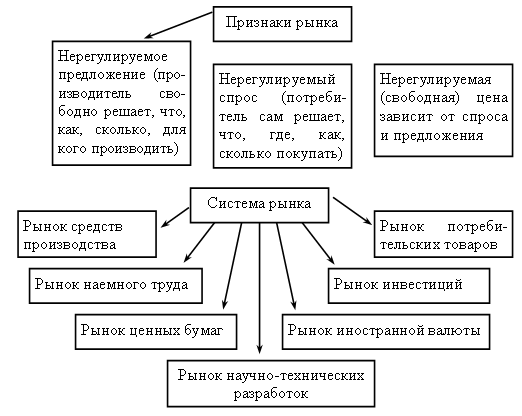 Признаки рынка
Нерегулируемое
предложение (про-
изводитель сво-
бодно решает, что,
как, сколько, для
кого производить)
Нерегулируемый
спрос (потреби-
тель сам решает,
что, где, как,
сколько покупать)
Нерегулируемая
(свободная) цена
зависит от спроса
и предложения
Система рынка
Рынок средств
производства
Рынок потреби-
тельских товаров
Рынок наемного труда
Рынок инвестиций
Рынок ценных бумаг
Рынок иностранной валюты
Рынок научно-технических
разработок